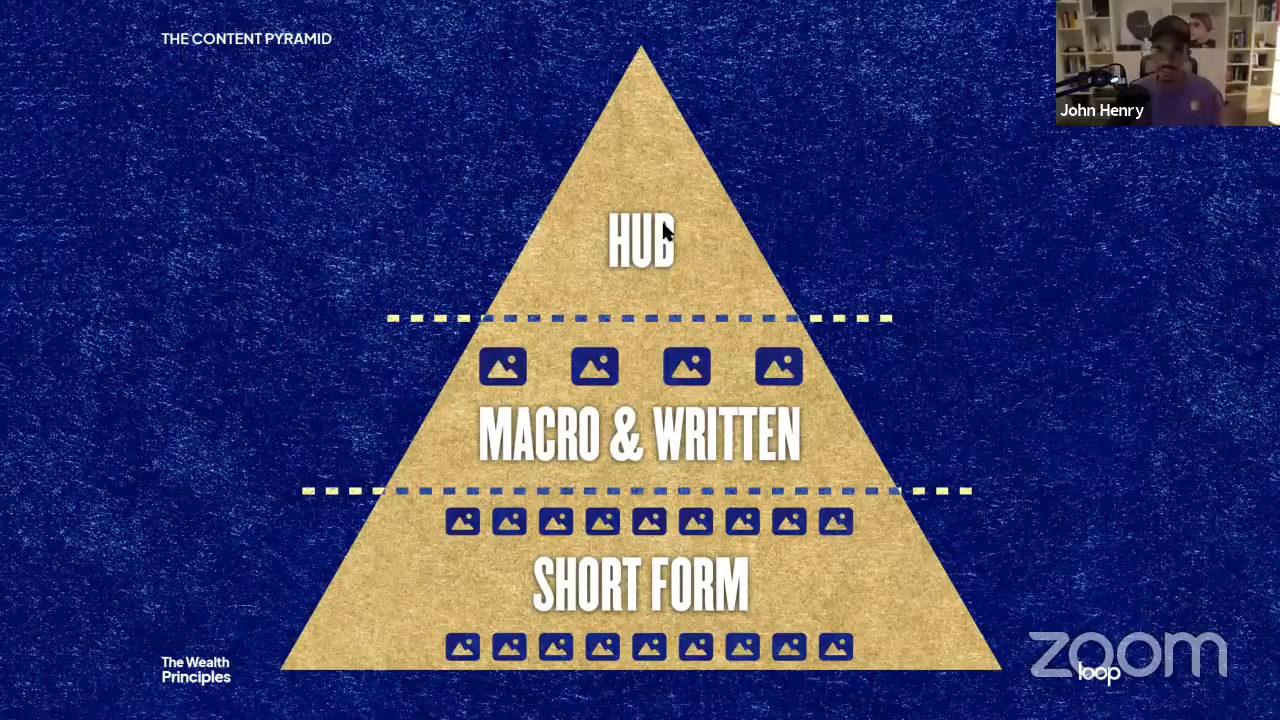 THE CONTENT PYRAMID
John Henry
HUB
MACRO & WRITTEN
SHORT FORM
The Wealth
Principles
zoom
loop